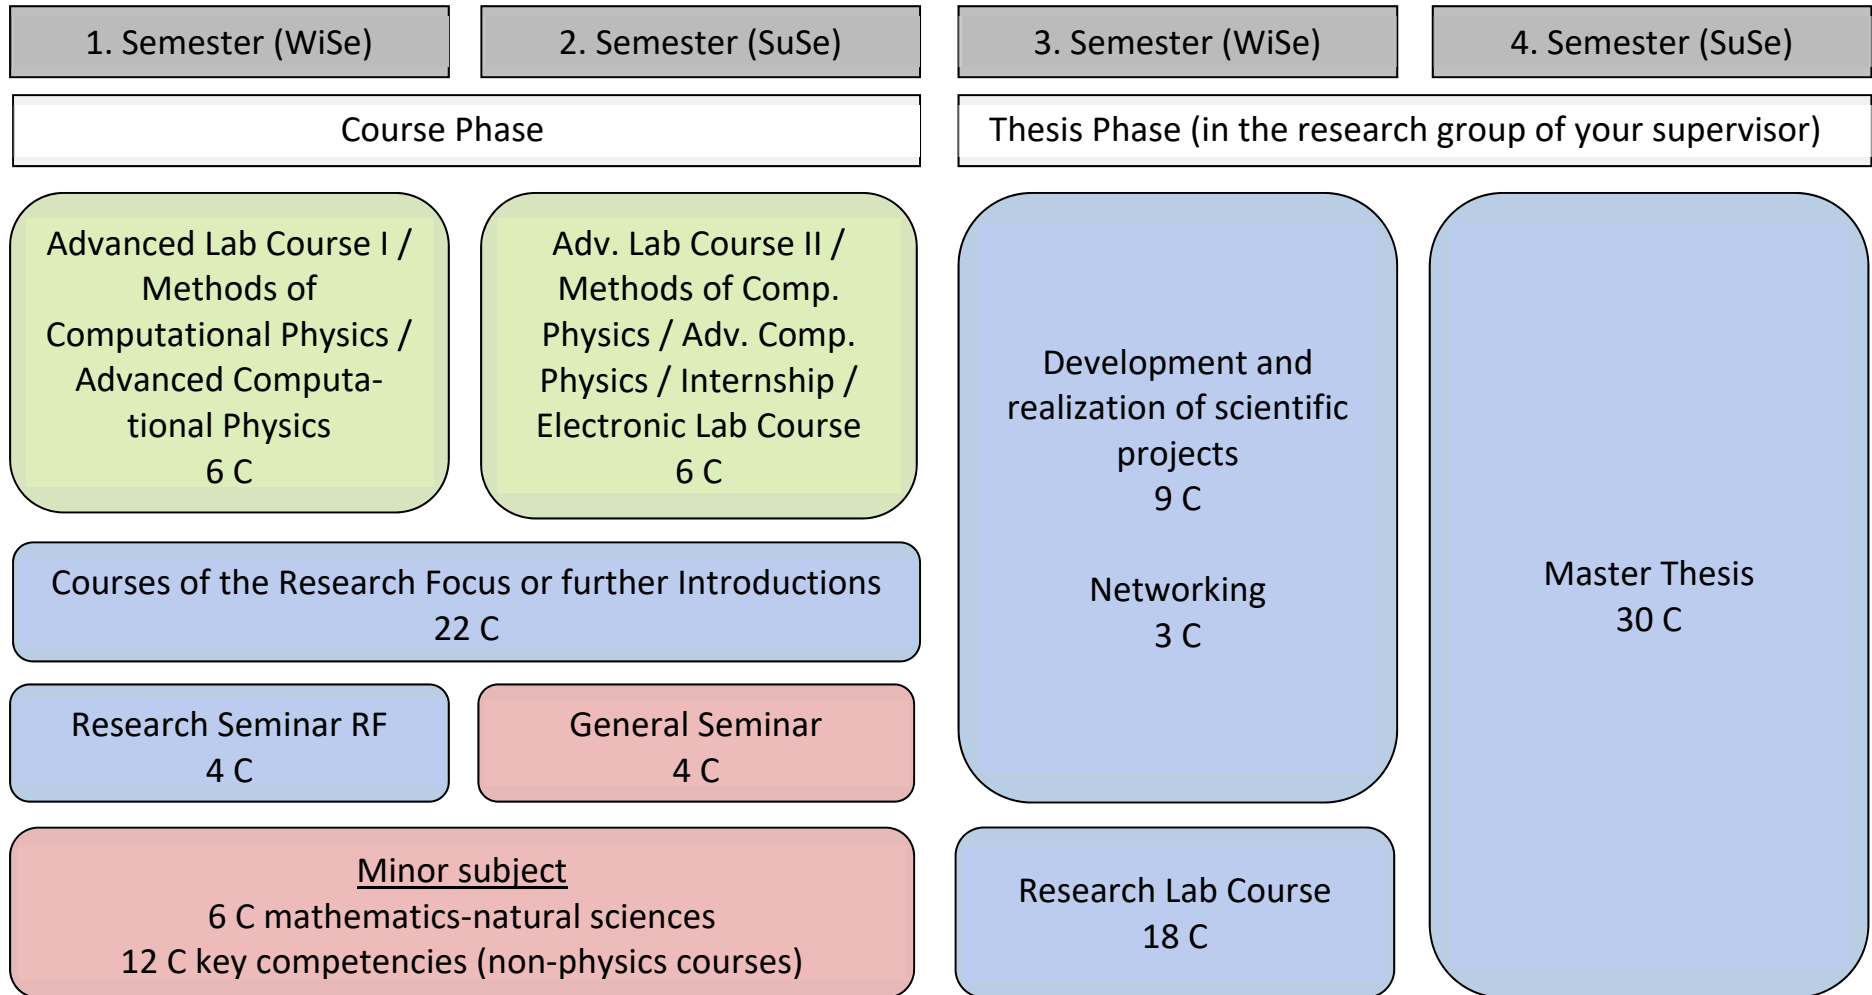 1. Semester (WiSe)
2. Semester (SuSe)
3. Semester (WiSe)
4. Semester (SuSe)
Course Phase
Thesis Phase (in the research group of your supervisor)
Advanced Lab Course I /
Methods of
Computational Physics /
Advanced Computa-
tional Physics
6 C
Adv. Lab Course II /
Methods of Comp.
Physics / Adv. Comp.
Physics / Internship /
Electronic Lab Course
6 C
Courses of the Research Focus or further Introductions
22 C
Research Seminar RF
4 C
General Seminar
4 C
Minor subject
6 C mathematics-natural sciences
12 C key competencies (non-physics courses)
Development and
realization of scientific
projects
9 C
Networking
3 C
Research Lab Course
18 C
Master Thesis
30 C